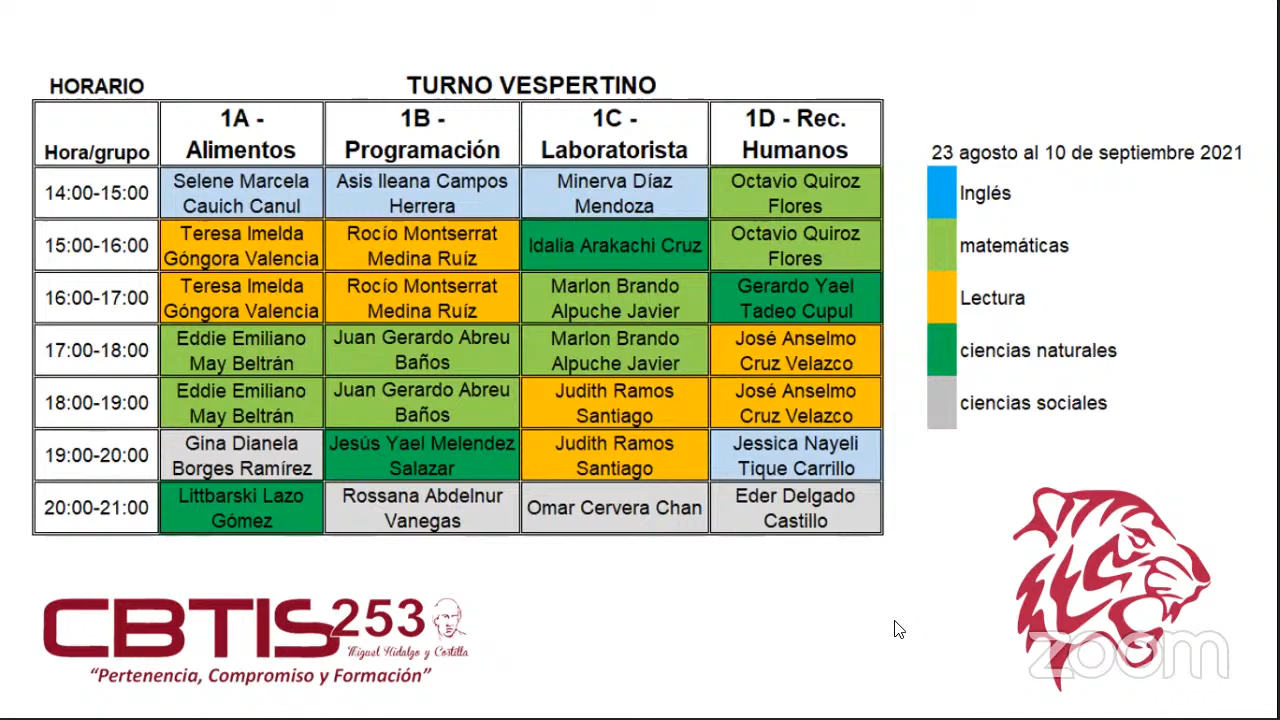 HORARIO
TURNO VESPERTINO
Hora/grupo
1A -
Alimentos
1B -
Programación
1C -
Laboratorista
1D - Rec.
Humanos
14:00-15:00
Selene Marcela
Cauich Canul
Asis Ileana Campos
Herrera
Minerva Díaz
Mendoza
Octavio Quiroz
Flores
15:00-16:00
Teresa Imelda
Góngora Valencia
Rocío Montserrat
Medina Ruíz
Idalia Arakachi Cruz
Octavio Quiroz
Flores
16:00-17:00
Teresa Imelda
Góngora Valencia
Rocío Montserrat
Medina Ruíz
Marlon Brando
Alpuche Javier
Gerardo Yael
Tadeo Cupul
17:00-18:00
Eddie Emiliano
May Beltrán
Juan Gerardo Abreu
Baños
Marlon Brando
Alpuche Javier
José Anselmo
Cruz Velazco
18:00-19:00
Eddie Emiliano
May Beltrán
Juan Gerardo Abreu
Baños
Judith Ramos
Santiago
José Anselmo
Cruz Velazco
19:00-20:00
Gina Dianela
Borges Ramírez
Jesús Yael Melendez
Salazar
Judith Ramos
Santiago
Jessica Nayeli
Tique Carrillo
20:00-21:00
Littbarski Lazo
Gómez
Rossana Abdelnur
Vanegas
Omar Cervera Chan
Eder Delgado
Castillo
23 agosto al 10 de septiembre 2021
Inglés
matemáticas
Lectura
ciencias naturales
ciencias sociales
CBTIS 253
Miguel Hidalgo y Costilla
“Pertenencia, Compromiso y Formación”
zoom